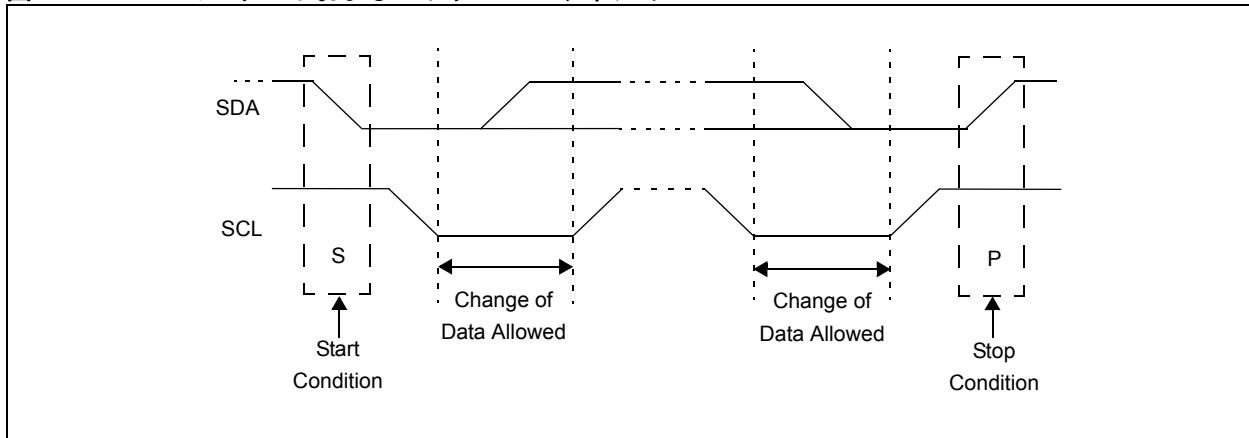 SDA
SCL
S
P
Change of
Data Allowed
Change of
Data Allowed
Start
Condition
Stop
Condition